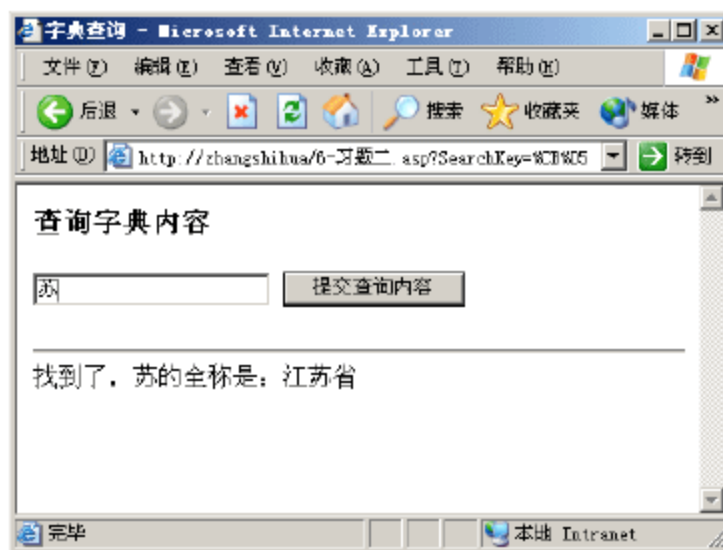 字典查询 - Microsoft Internet Explorer
文件(F) 编辑(E) 查看(V) 收藏(A) 工具(T) 帮助(H)
后退 搜索 收藏夹 媒体 »
地址(D) http://zhangshihua/6-习题二.asp?SearchKey=%CB%D5 转到
查询字典内容
苏 提交查询内容
找到了，苏的全称是：江苏省
完毕 本地 Intranet